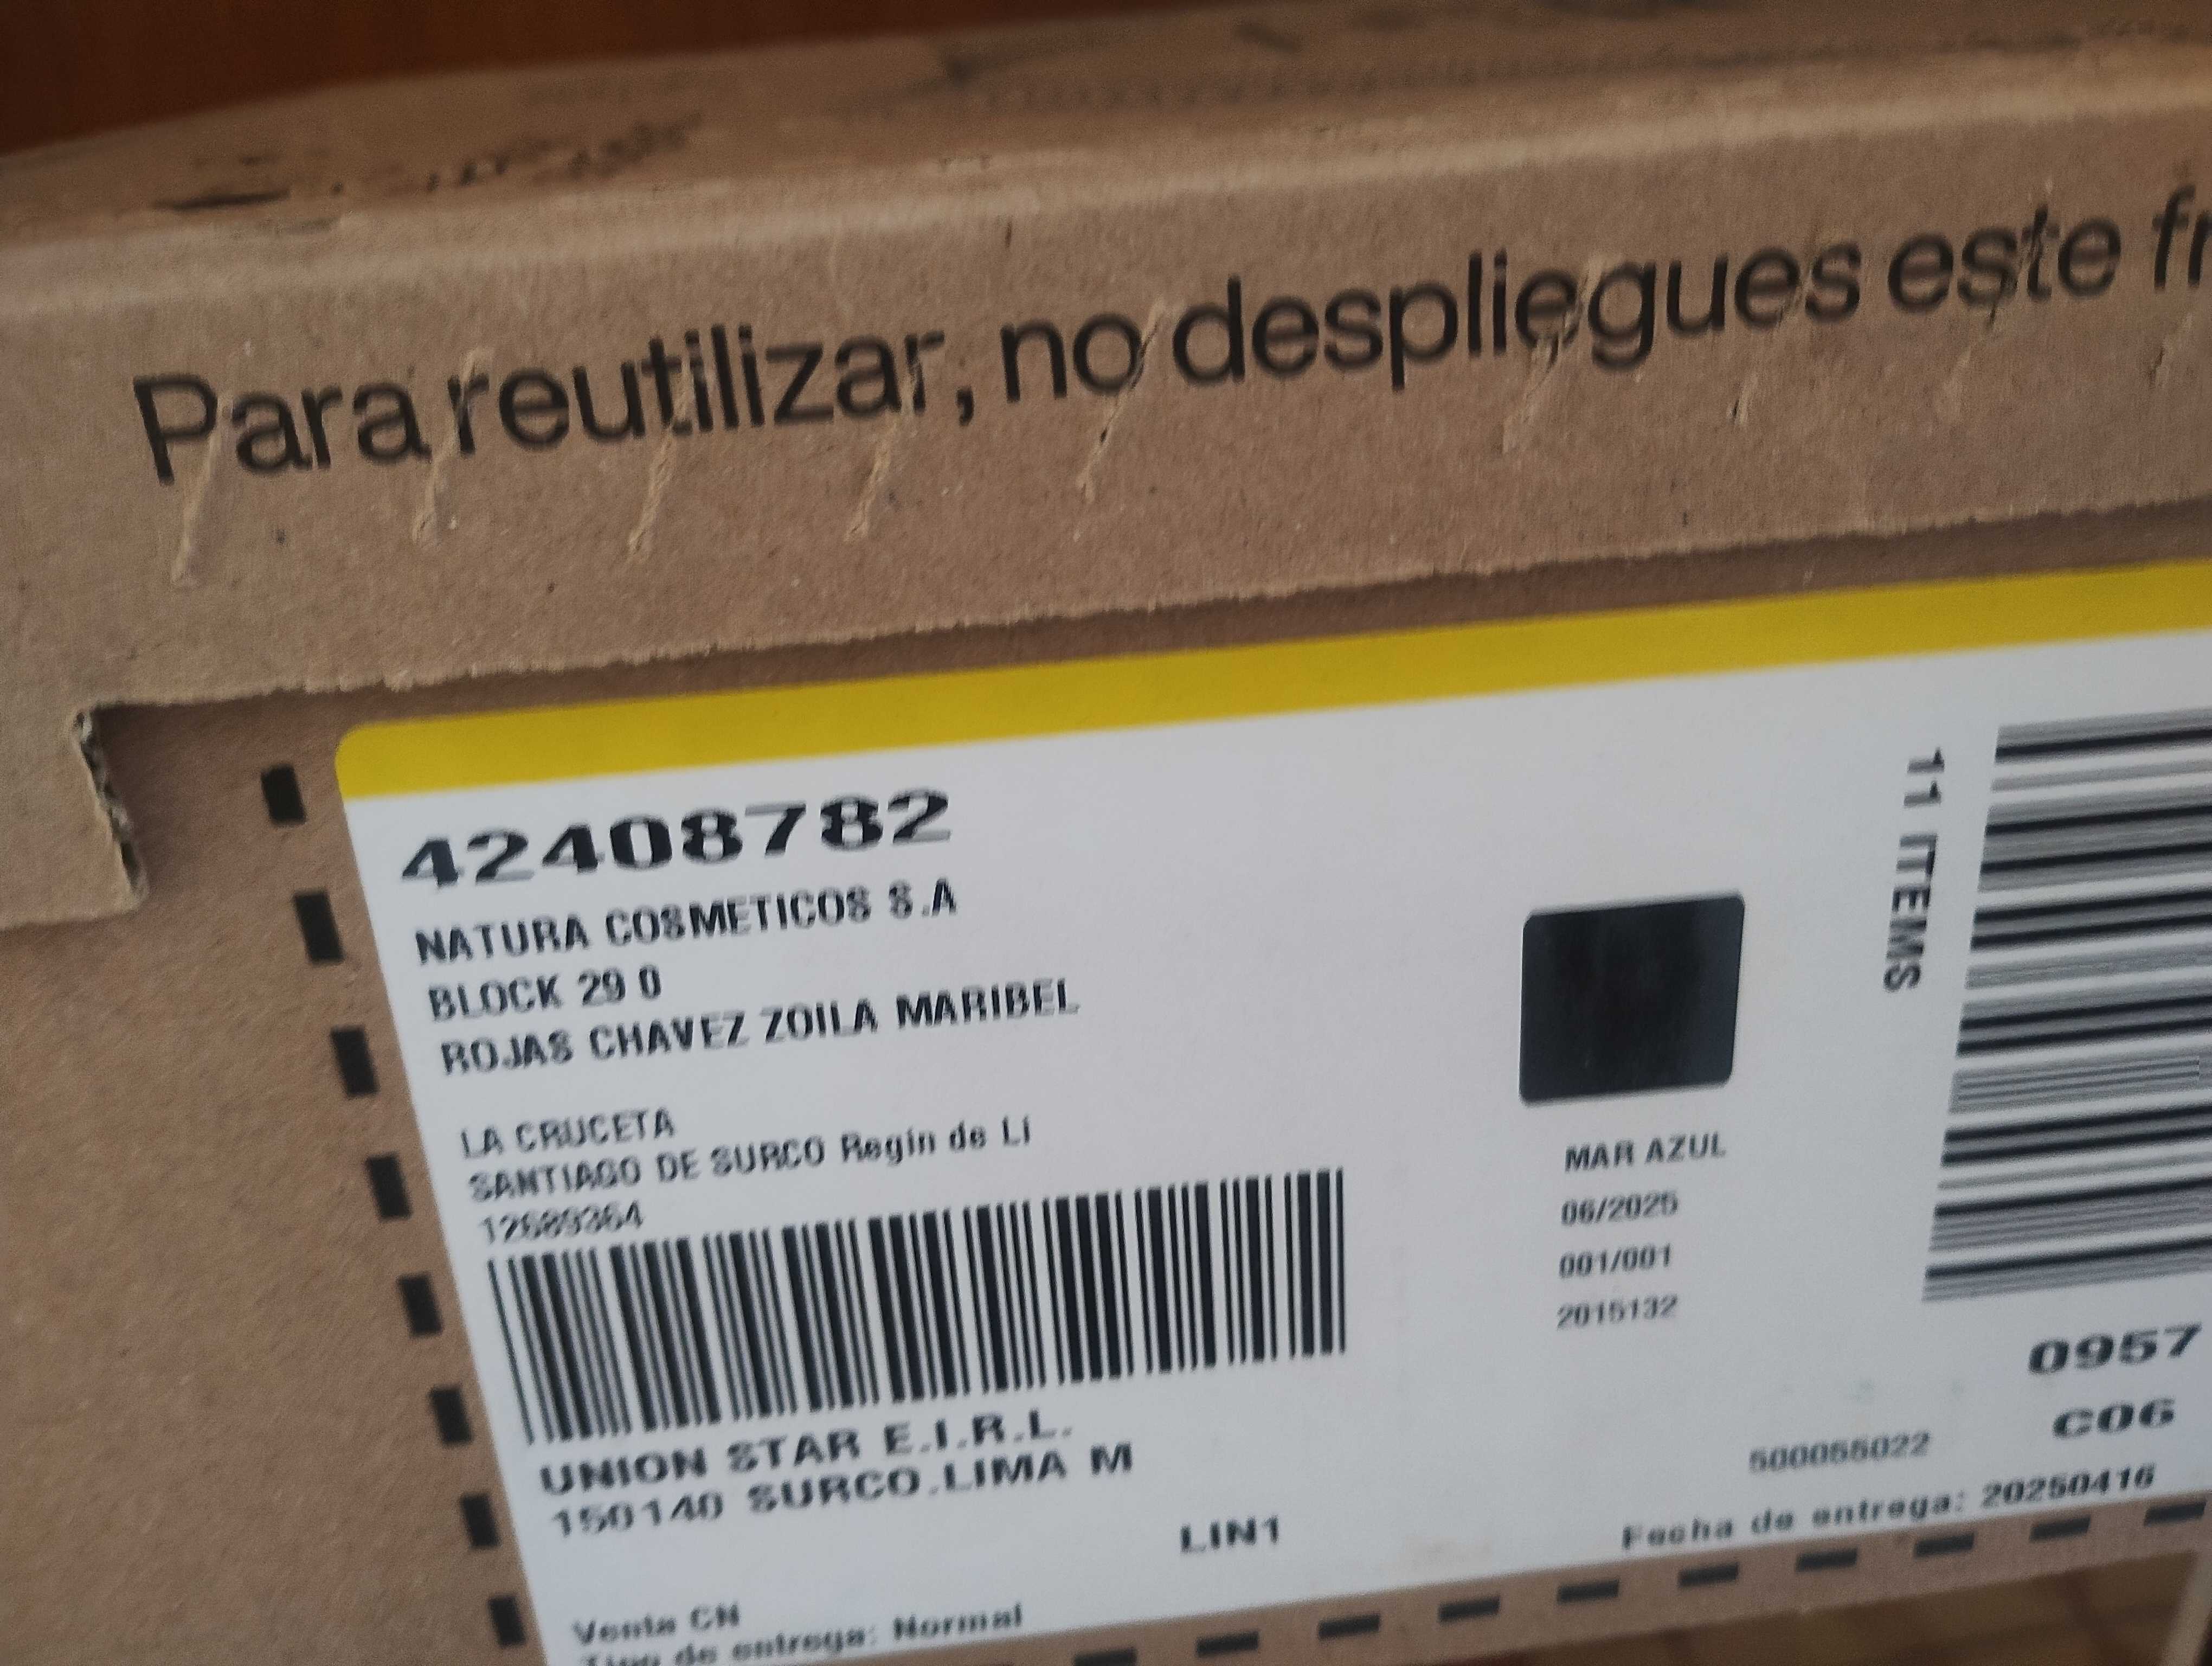 Para reutilizar, no despliegues este fr
42408782
NATURA COSMETICOS S.A
BLOCK 29 0
ROJAS CHAVEZ ZOILA MARIBEL
LA CRUCETA
SANTIAGO DE SURCO Regin de Li
12689364
UNION STAR E.I.R.L.
150140 SURCO.LIMA M
LIN1
Venta CN
Tipo de entrega: Normal
MAR AZUL
06/2025
001/001
2015132
11 ITEMS
0957
C06
500055022
Fecha de entrega: 20250416